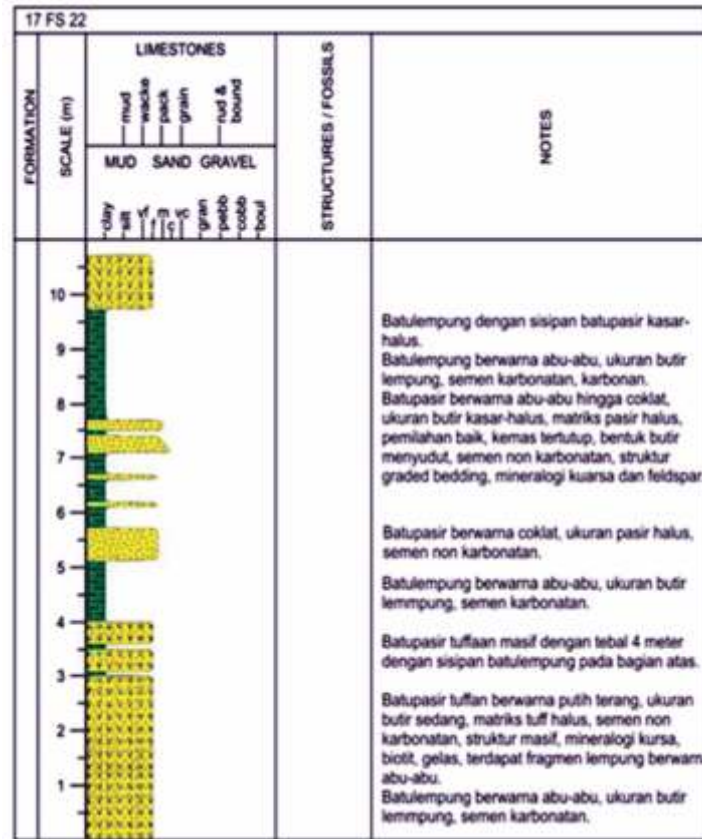 17 FS 22
FORMATION
SCALE (m)
LIMESTONES
mud
wacke
pack
grain
rud &
bound
MUD SAND GRAVEL
clay
silt
vf
f
m
c
vc
gran
pebb
cobb
boul
STRUCTURES / FOSSILS
NOTES
10
9
8
7
6
5
4
3
2
1
Batulempung dengan sisipan batupasir kasar-
halus.
Batulempung berwarna abu-abu, ukuran butir
lempung, semen karbonatan, karbonan.
Batupasir berwarna abu-abu hingga coklat,
ukuran butir kasar-halus, matriks pasir halus,
pemilahan baik, kemas tertutup, bentuk butir
menyudut, semen non karbonatan, struktur
graded bedding, mineralogi kuarsa dan feldspar
Batupasir berwarna coklat, ukuran pasir halus,
semen non karbonatan.
Batulempung berwarna abu-abu, ukuran butir
lemmpung, semen karbonatan.
Batupasir tuffaan masif dengan tebal 4 meter
dengan sisipan batulempung pada bagian atas.
Batupasir tuffan berwarna putih terang, ukuran
butir sedang, matriks tuff halus, semen non
karbonatan, struktur masif, mineralogi kursa,
biotit, gelas, terdapat fragmen lempung berwarn
abu-abu.
Batulempung berwarna abu-abu, ukuran butir
lemmpung, semen karbonatan.